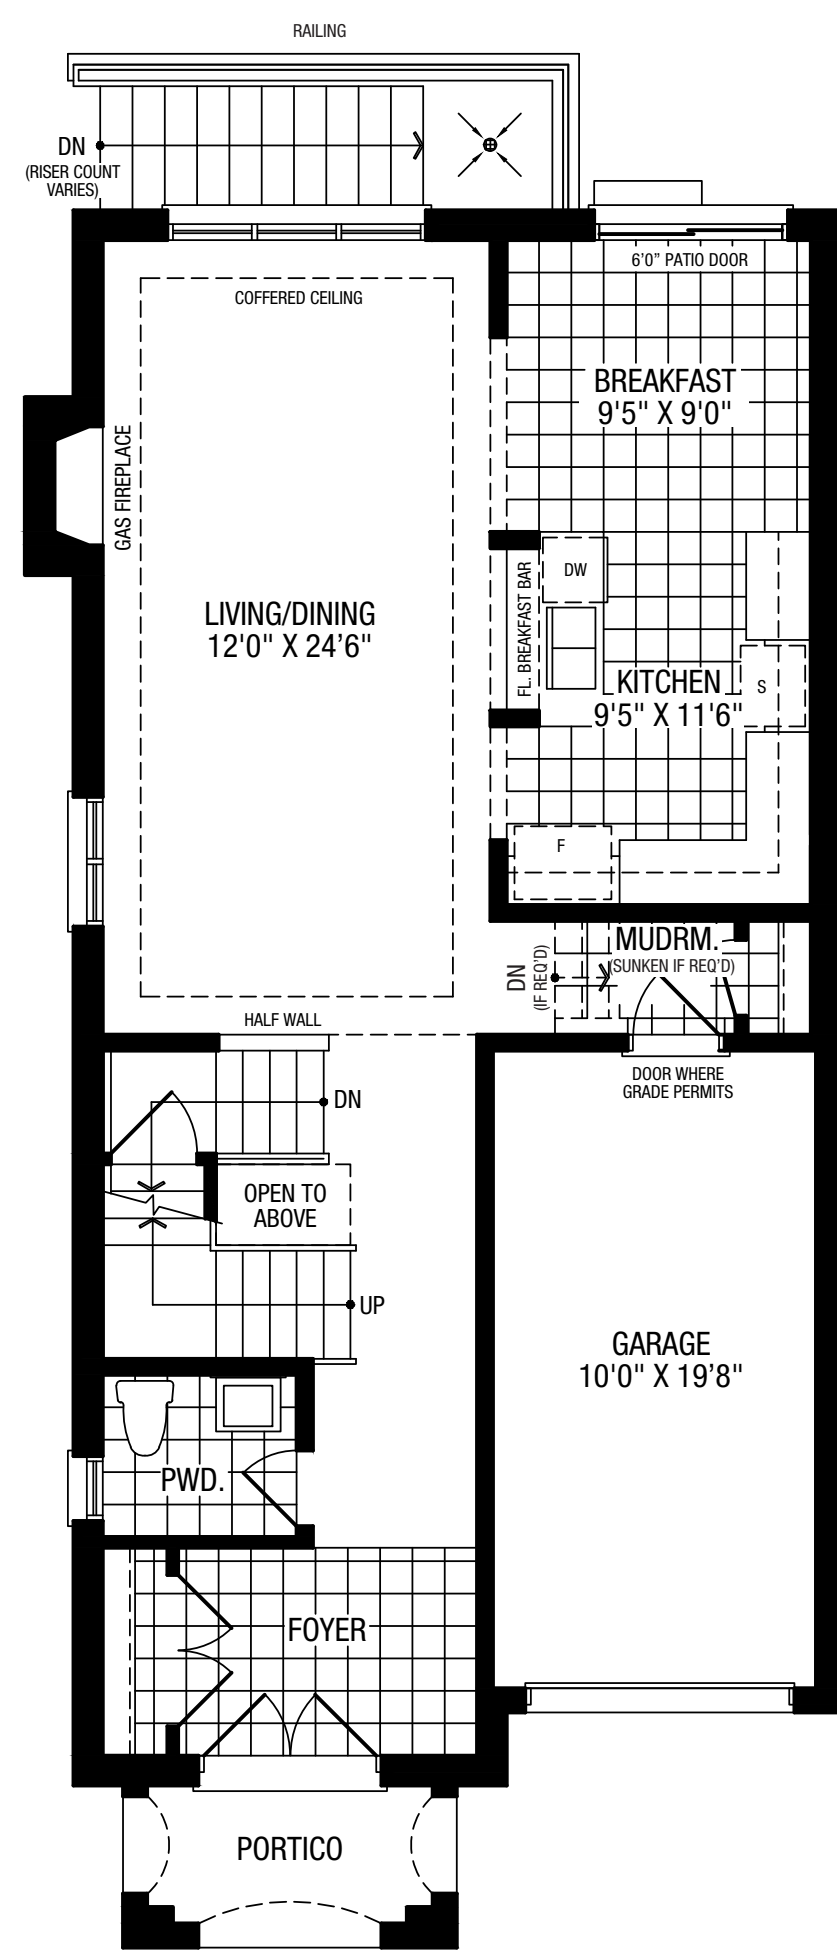 RAILING
DN
(RISER COUNT
VARIES)
6'0" PATIO DOOR
COFFERED CEILING
BREAKFAST
9'5" X 9'0"
GAS FIREPLACE
DW
FL. BREAKFAST BAR
LIVING/DINING
12'0" X 24'6"
KITCHEN
9'5" X 11'6"
S
F
MUDRM.
(SUNKEN IF REQ'D)
DN
(IF REQ'D)
HALF WALL
DOOR WHERE
GRADE PERMITS
DN
OPEN TO
ABOVE
UP
GARAGE
10'0" X 19'8"
PWD.
FOYER
PORTICO